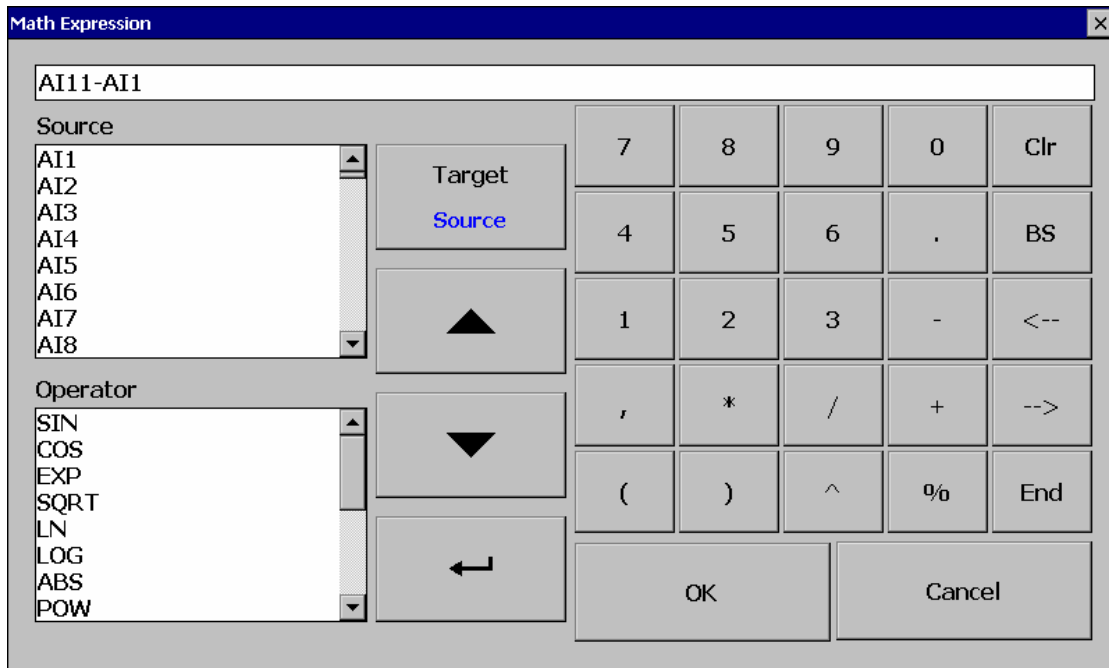 Math Expression
AI11-AI1
Source
AI1
AI2
AI3
AI4
AI5
AI6
AI7
AI8
Operator
SIN
COS
EXP
SQRT
LN
LOG
ABS
POW
Target
Source
7 8 9 0 Clr
4 5 6 . BS
1 2 3 - <--
, * / + -->
( ) ^ % End
OK Cancel